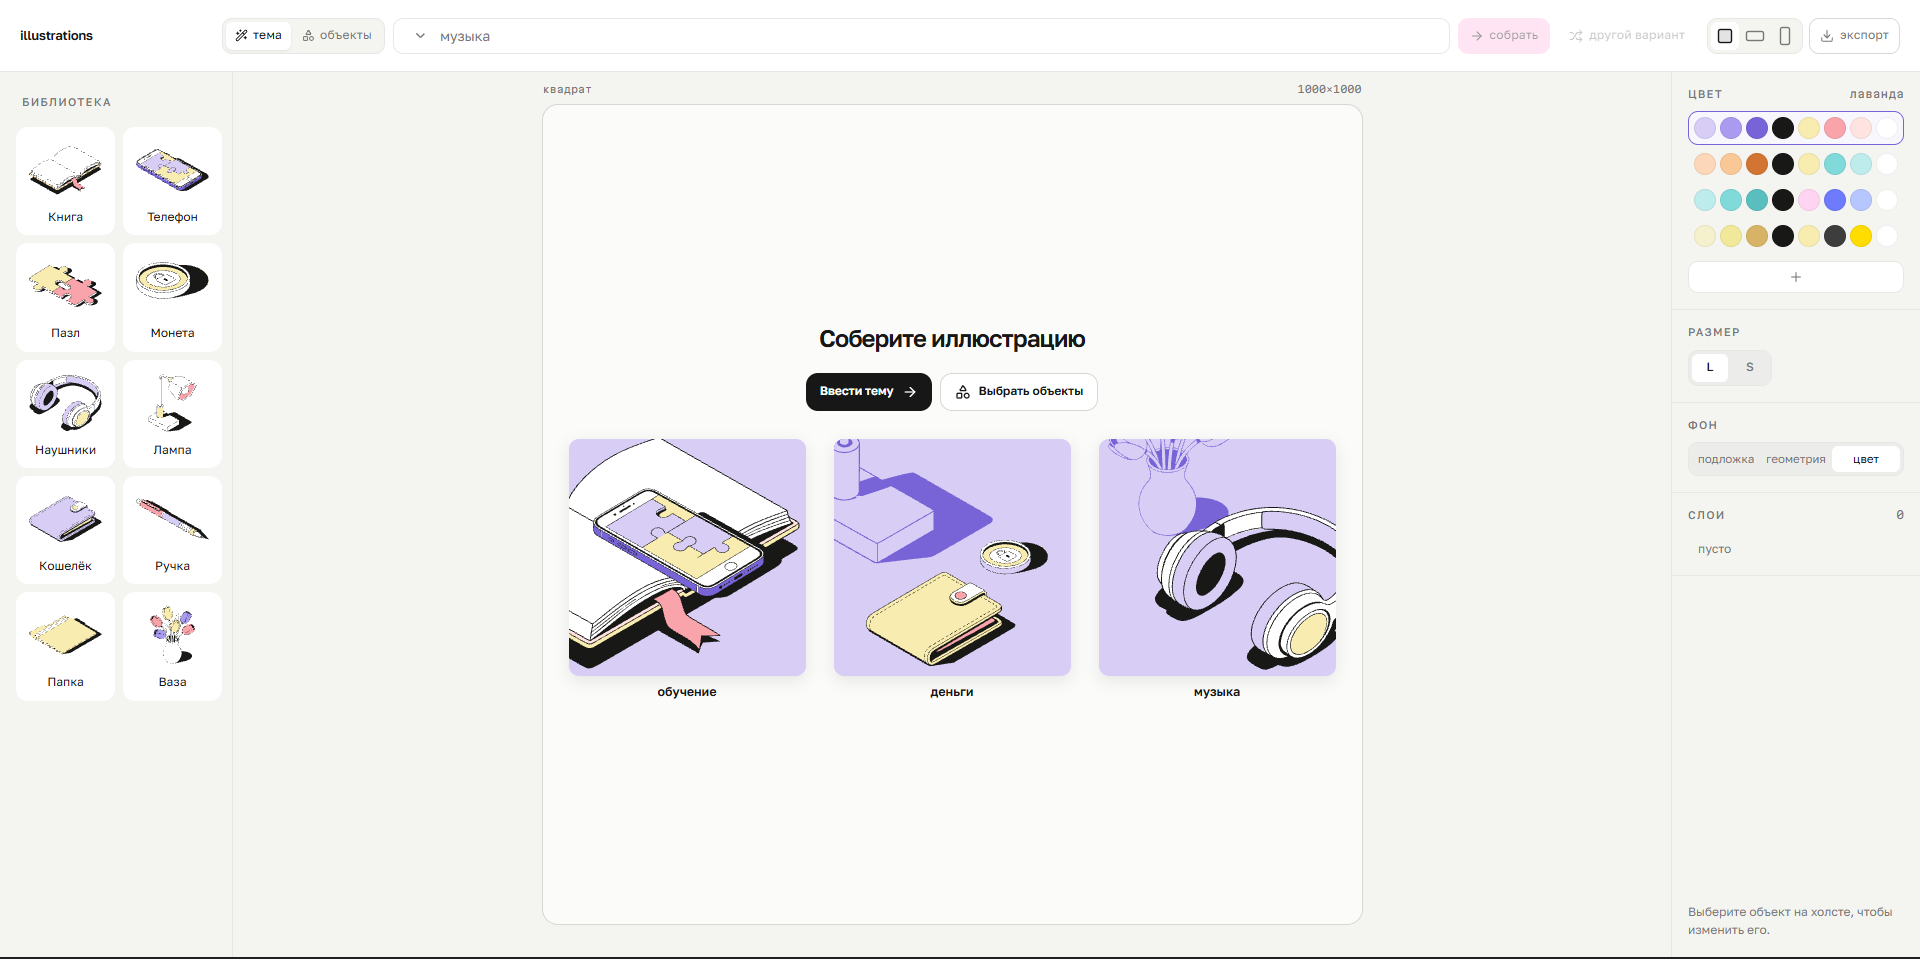 illustrations
тема
объекты
музыка
собрать
другой вариант
экспорт
БИБЛИОТЕКА
Книга
Телефон
Пазл
Монета
Наушники
Лампа
Кошелёк
Ручка
Папка
Ваза
квадрат
1000×1000
Соберите иллюстрацию
Ввести тему
Выбрать объекты
обучение
деньги
музыка
ЦВЕТ
лаванда
+
РАЗМЕР
L
S
ФОН
подложка
геометрия
цвет
СЛОИ
0
пусто
Выберите объект на холсте, чтобы
изменить его.